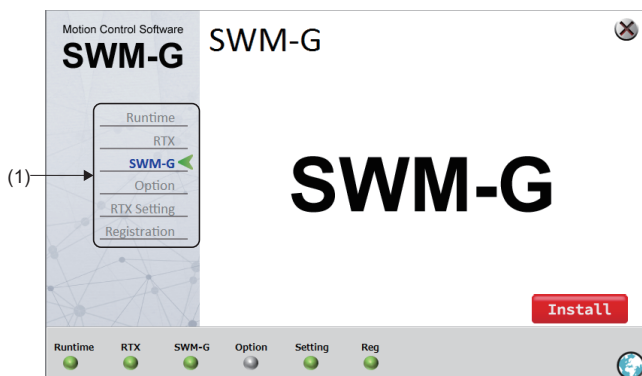 Motion Control Software
SWM-G
SWM-G
Runtime
RTX
SWM-G
Option
RTX Setting
Registration
(1)
SWM-G
Install
Runtime RTX SWM-G Option Setting Reg